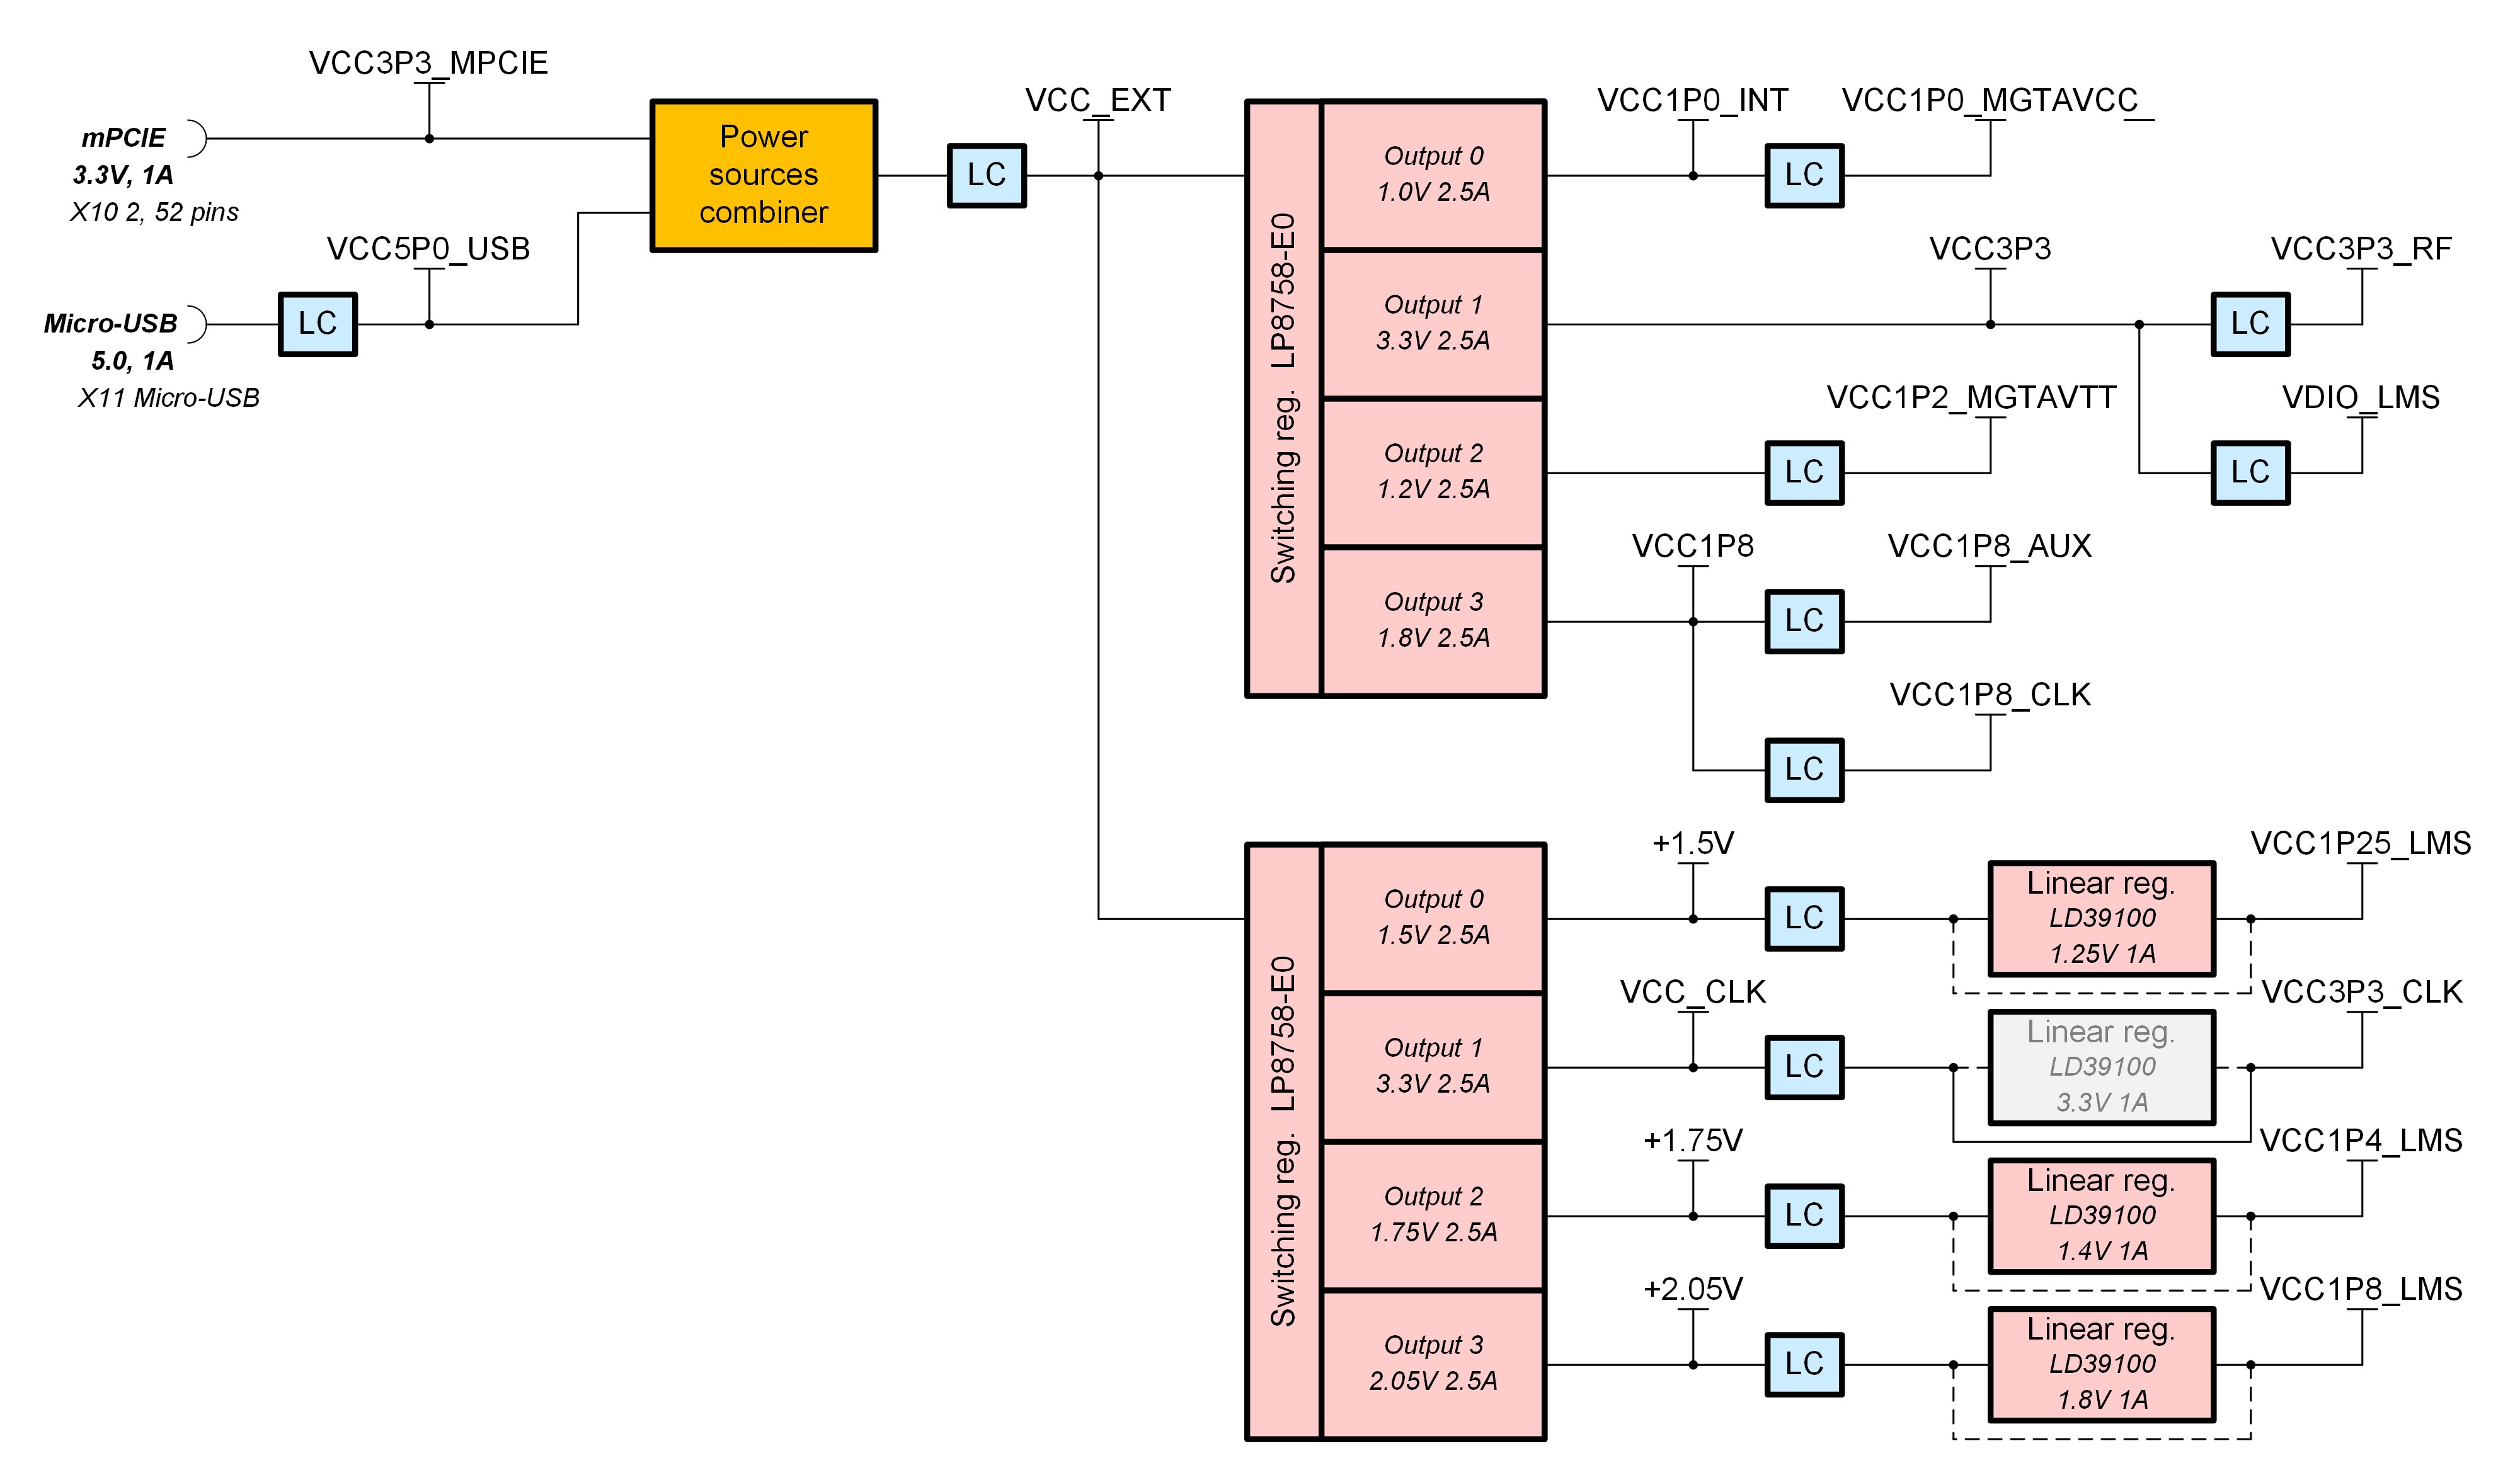 VCC3P3_MPCIE
mPCIE
3.3V, 1A
X10 2, 52 pins
VCC5P0_USB
Micro-USB
5.0, 1A
X11 Micro-USB
LC
Power
sources
combiner
LC
VCC_EXT
Switching reg. LP8758-E0
Output 0
1.0V 2.5A
Output 1
3.3V 2.5A
Output 2
1.2V 2.5A
Output 3
1.8V 2.5A
VCC1P0_INT
LC
VCC1P0_MGTAVCC
VCC3P3
LC
VCC3P3_RF
LC
VDIO_LMS
LC
VCC1P2_MGTAVTT
VCC1P8
LC
VCC1P8_AUX
LC
VCC1P8_CLK
Switching reg. LP8758-E0
Output 0
1.5V 2.5A
Output 1
3.3V 2.5A
Output 2
1.75V 2.5A
Output 3
2.05V 2.5A
+1.5V
LC
Linear reg.
LD39100
1.25V 1A
VCC1P25_LMS
VCC_CLK
LC
Linear reg.
LD39100
3.3V 1A
VCC3P3_CLK
+1.75V
LC
Linear reg.
LD39100
1.4V 1A
VCC1P4_LMS
+2.05V
LC
Linear reg.
LD39100
1.8V 1A
VCC1P8_LMS